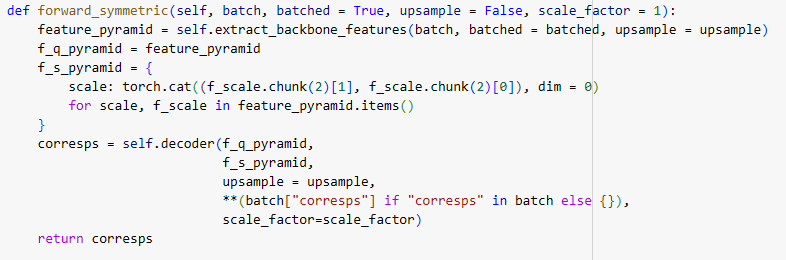 def forward_symmetric(self, batch, batched = True, upsample = False, scale_factor = 1):
    feature_pyramid = self.extract_backbone_features(batch, batched = batched, upsample = upsample)
    f_q_pyramid = feature_pyramid
    f_s_pyramid = {
        scale: torch.cat((f_scale.chunk(2)[1], f_scale.chunk(2)[0]), dim = 0)
        for scale, f_scale in feature_pyramid.items()
    }
    corresps = self.decoder(f_q_pyramid,
                            f_s_pyramid,
                            upsample = upsample,
                            **(batch["corresps"] if "corresps" in batch else {}),
                            scale_factor=scale_factor)
    return corresps